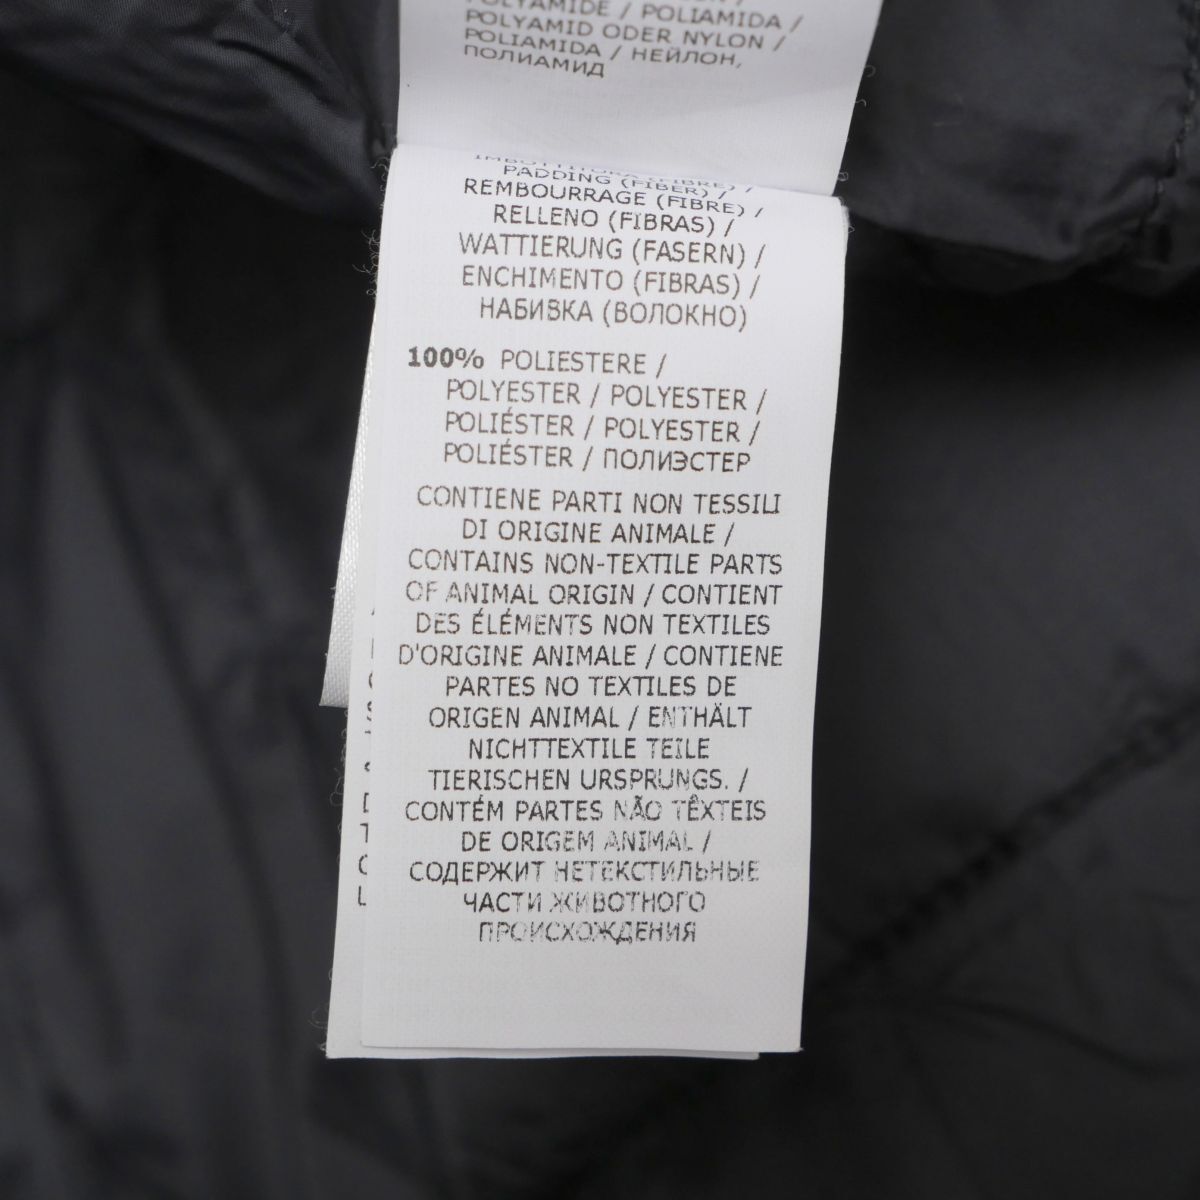 POLYAMIDE / POLIAMIDA /
POLYAMID ODER NYLON /
POLIAMIDA / НЕЙЛОН,
ПОЛИАМИД
IMBOTTITURA (FIBRE) /
PADDING (FIBER) /
REMBOURRAGE (FIBRE) /
RELLENO (FIBRAS) /
WATTIERUNG (FASERN) /
ENCHIMENTO (FIBRAS) /
НАБИВКА (ВОЛОКНО)
100% POLIESTERE /
POLYESTER / POLYESTER /
POLIÉSTER / POLYESTER /
POLIÉSTER / ПОЛИЭСТЕР
CONTIENE PARTI NON TESSILI
DI ORIGINE ANIMALE /
CONTAINS NON-TEXTILE PARTS
OF ANIMAL ORIGIN / CONTIENT
DES ÉLÉMENTS NON TEXTILES
D'ORIGINE ANIMALE / CONTIENE
PARTES NO TEXTILES DE
ORIGEN ANIMAL / ENTHÄLT
NICHTTEXTILE TEILE
TIERISCHEN URSPRUNGS. /
CONTÉM PARTES NÃO TÊXTEIS
DE ORIGEM ANIMAL /
СОДЕРЖИТ НЕТЕКСТИЛЬНЫЕ
ЧАСТИ ЖИВОТНОГО
ПРОИСХОЖДЕНИЯ